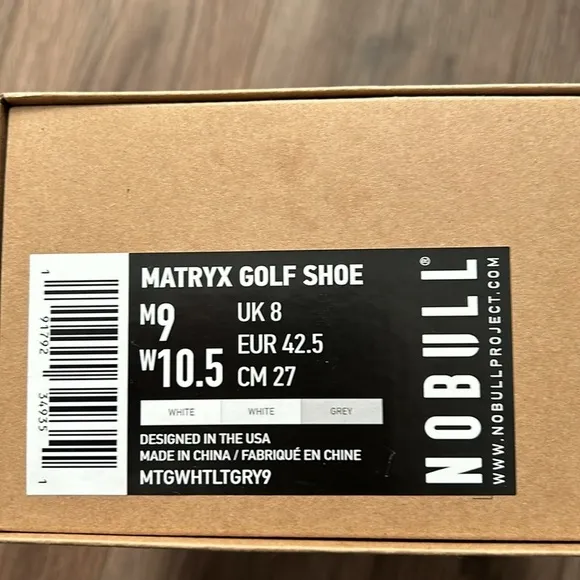 MATRYX GOLF SHOE
M9 UK 8
EUR 42.5
W10.5 CM 27
WHITE WHITE GREY
DESIGNED IN THE USA
MADE IN CHINA / FABRIQUÉ EN CHINE
MTGWHTLTGRY9
1 91792 34935 1
NOBULL®
WWW.NOBULLPROJECT.COM